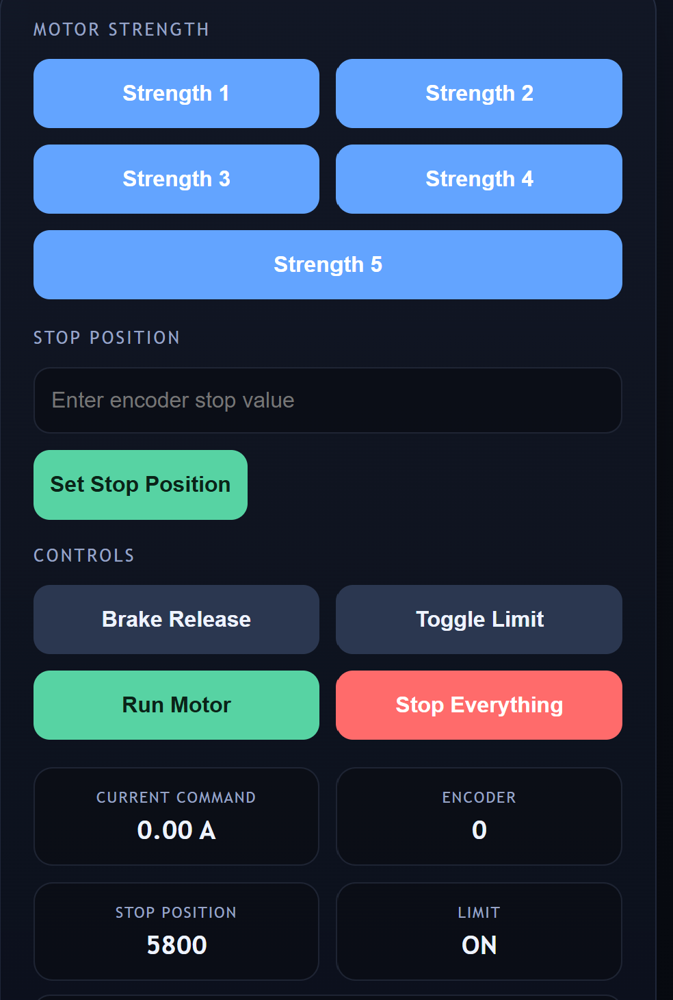 MOTOR STRENGTH
Strength 1
Strength 2
Strength 3
Strength 4
Strength 5
STOP POSITION
Enter encoder stop value
Set Stop Position
CONTROLS
Brake Release
Toggle Limit
Run Motor
Stop Everything
CURRENT COMMAND
0.00 A
ENCODER
0
STOP POSITION
5800
LIMIT
ON